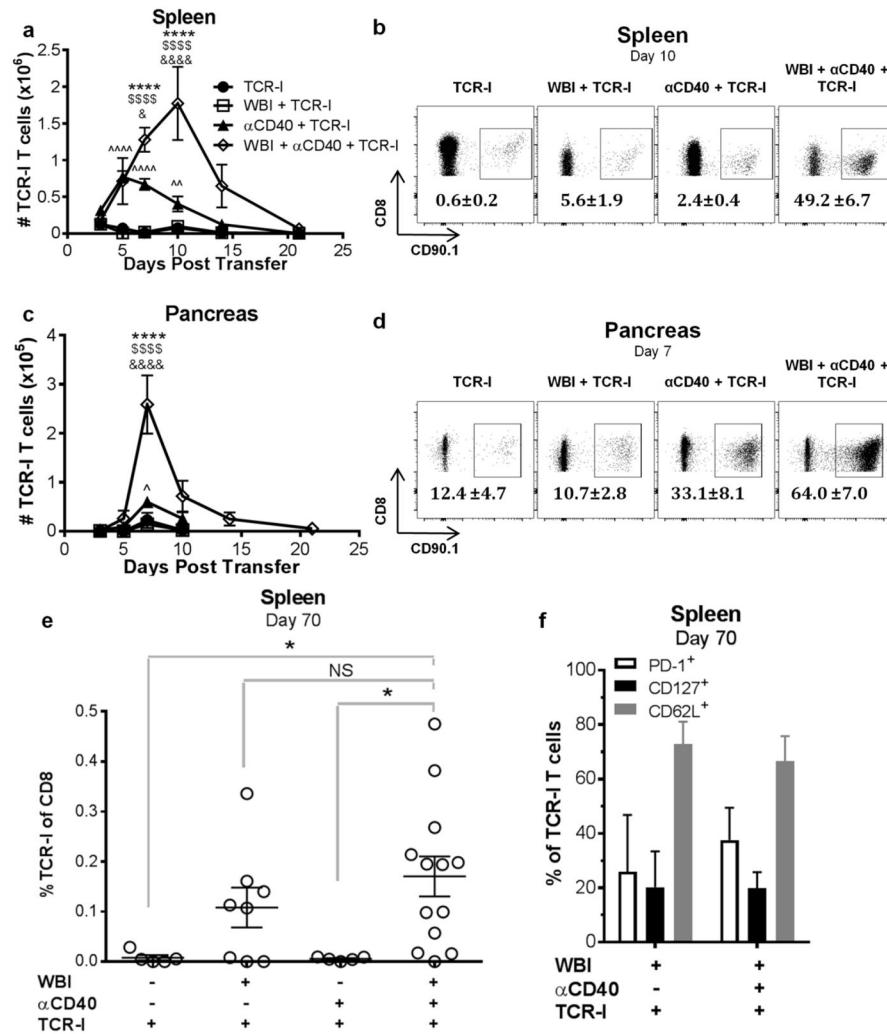 a
Spleen
# TCR-I T cells (x10⁶)
2.5
2
1.5
1
0.5
0
0 5 10 15 20 25
Days Post Transfer
****
$$$$
&&&&
****
$$$$
&
^^^^
^^^^
^^
TCR-I
WBI + TCR-I
αCD40 + TCR-I
WBI + αCD40 + TCR-I
b
Spleen
Day 10
TCR-I
WBI + TCR-I
αCD40 + TCR-I
WBI + αCD40 +
TCR-I
0.6±0.2
5.6±1.9
2.4±0.4
49.2 ±6.7
CD8
CD90.1
c
Pancreas
# TCR-I T cells (x10⁵)
4
3
2
1
0
0 5 10 15 20 25
Days Post Transfer
****
$$$$
&&&&
^
d
Pancreas
Day 7
TCR-I
WBI + TCR-I
αCD40 + TCR-I
WBI + αCD40 +
TCR-I
12.4 ±4.7
10.7±2.8
33.1±8.1
64.0 ±7.0
CD8
CD90.1
e
Spleen
Day 70
*
NS
*
% TCR-I of CD8
0.5
0.4
0.3
0.2
0.1
0.0
WBI - + - +
αCD40 - - + +
TCR-I + + + +
f
Spleen
Day 70
% of TCR-I T cells
100
80
60
40
20
0
PD-1⁺
CD127⁺
CD62L⁺
WBI + +
αCD40 - +
TCR-I + +